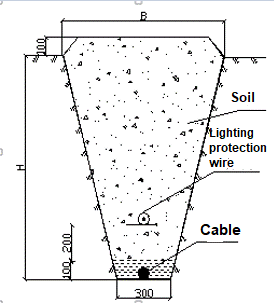 B
100
Soil
Lighting
protection
wire
H
Cable
200
100
300